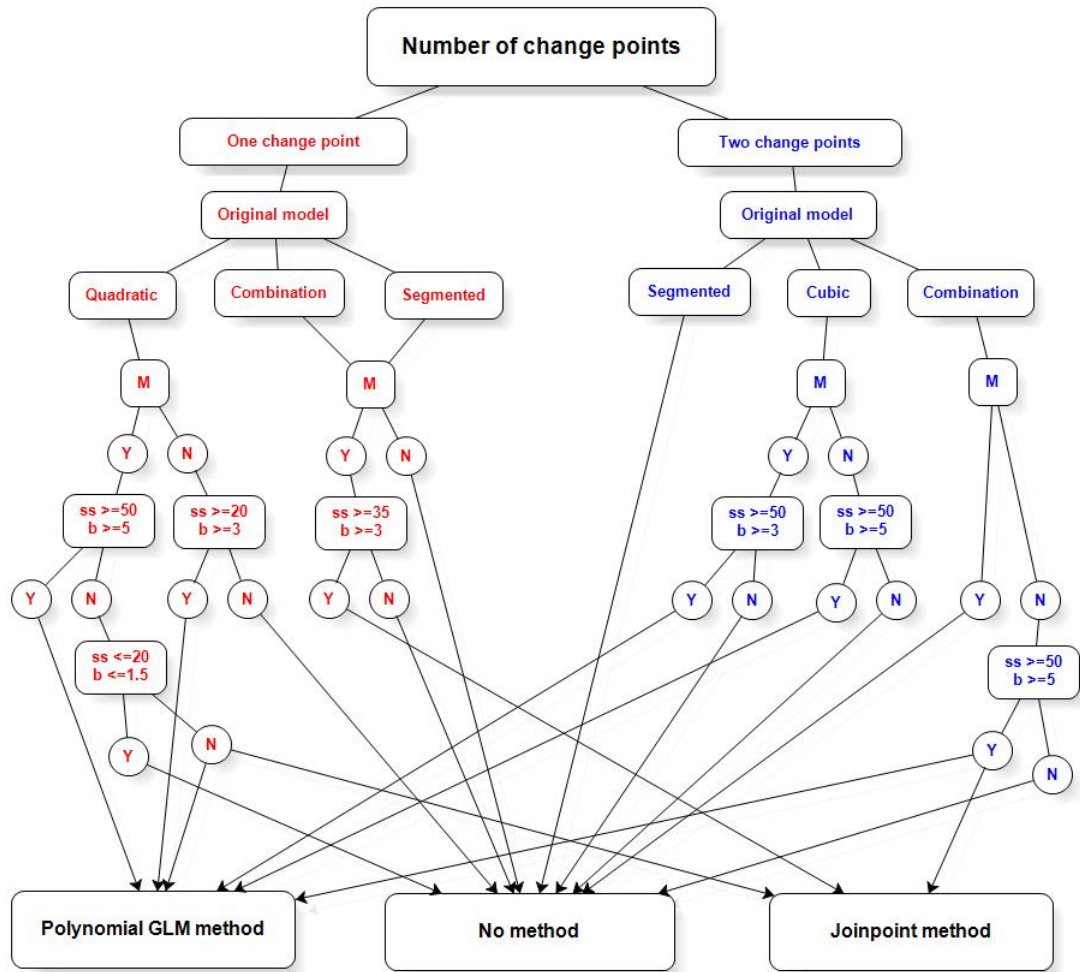 Number of change points
One change point
Two change points
Original model
Original model
Quadratic
Combination
Segmented
Segmented
Cubic
Combination
M
M
M
M
Y
N
Y
N
Y
N
ss >=50
b >=5
ss >=20
b >=3
ss >=35
b >=3
ss >=50
b >=3
ss >=50
b >=5
Y
N
Y
N
Y
N
Y
N
Y
N
Y
N
ss <=20
b <=1.5
ss >=50
b >=5
Y
N
Y
N
Polynomial GLM method
No method
Joinpoint method